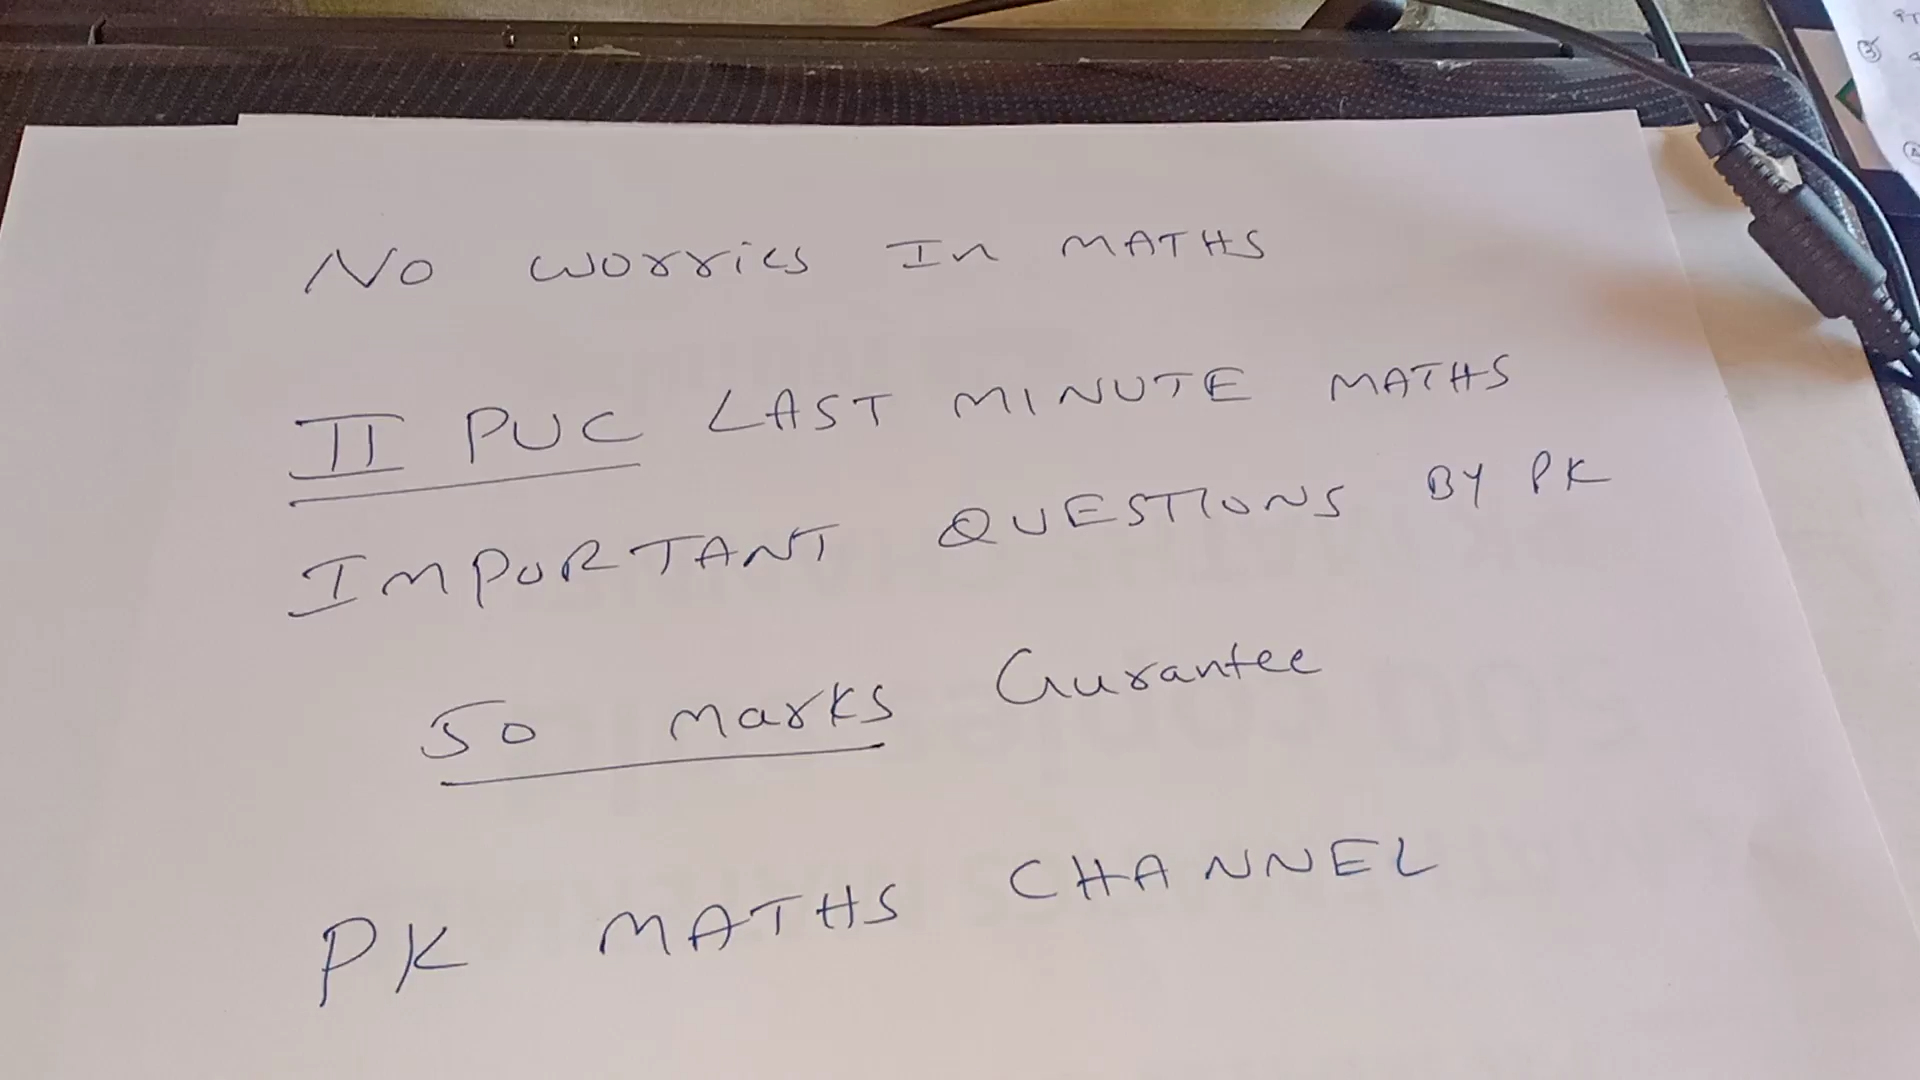 No worries In MATHS
II PUC LAST MINUTE MATHS
IMPORTANT QUESTIONS BY PK
50 marks Gurantee
PK MATHS CHANNEL